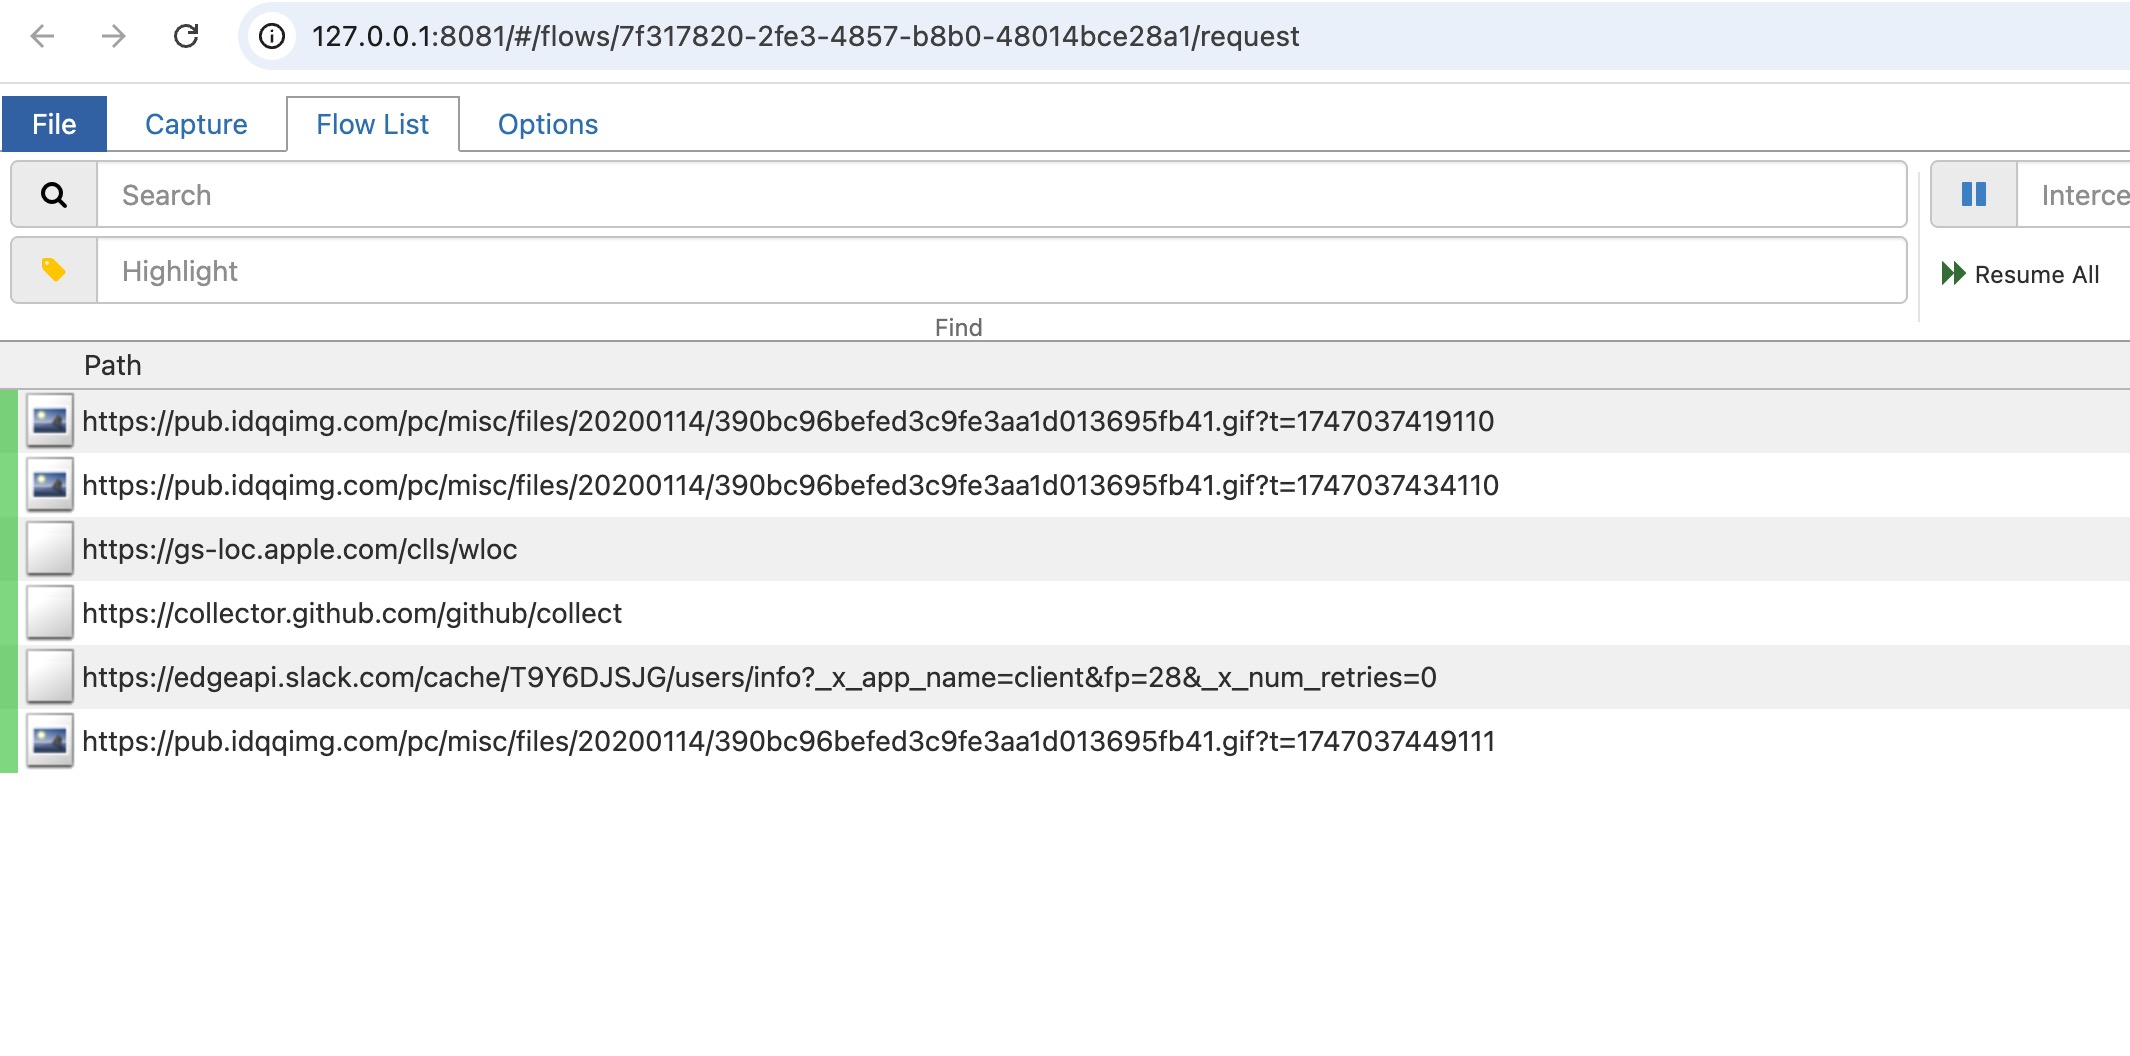 127.0.0.1:8081/#/flows/7f317820-2fe3-4857-b8b0-48014bce28a1/request
File Capture Flow List Options
Search Interce
Highlight Resume All
Find
Path
https://pub.idqqimg.com/pc/misc/files/20200114/390bc96befed3c9fe3aa1d013695fb41.gif?t=1747037419110
https://pub.idqqimg.com/pc/misc/files/20200114/390bc96befed3c9fe3aa1d013695fb41.gif?t=1747037434110
https://gs-loc.apple.com/clls/wloc
https://collector.github.com/github/collect
https://edgeapi.slack.com/cache/T9Y6DJSJG/users/info?_x_app_name=client&fp=28&_x_num_retries=0
https://pub.idqqimg.com/pc/misc/files/20200114/390bc96befed3c9fe3aa1d013695fb41.gif?t=1747037449111